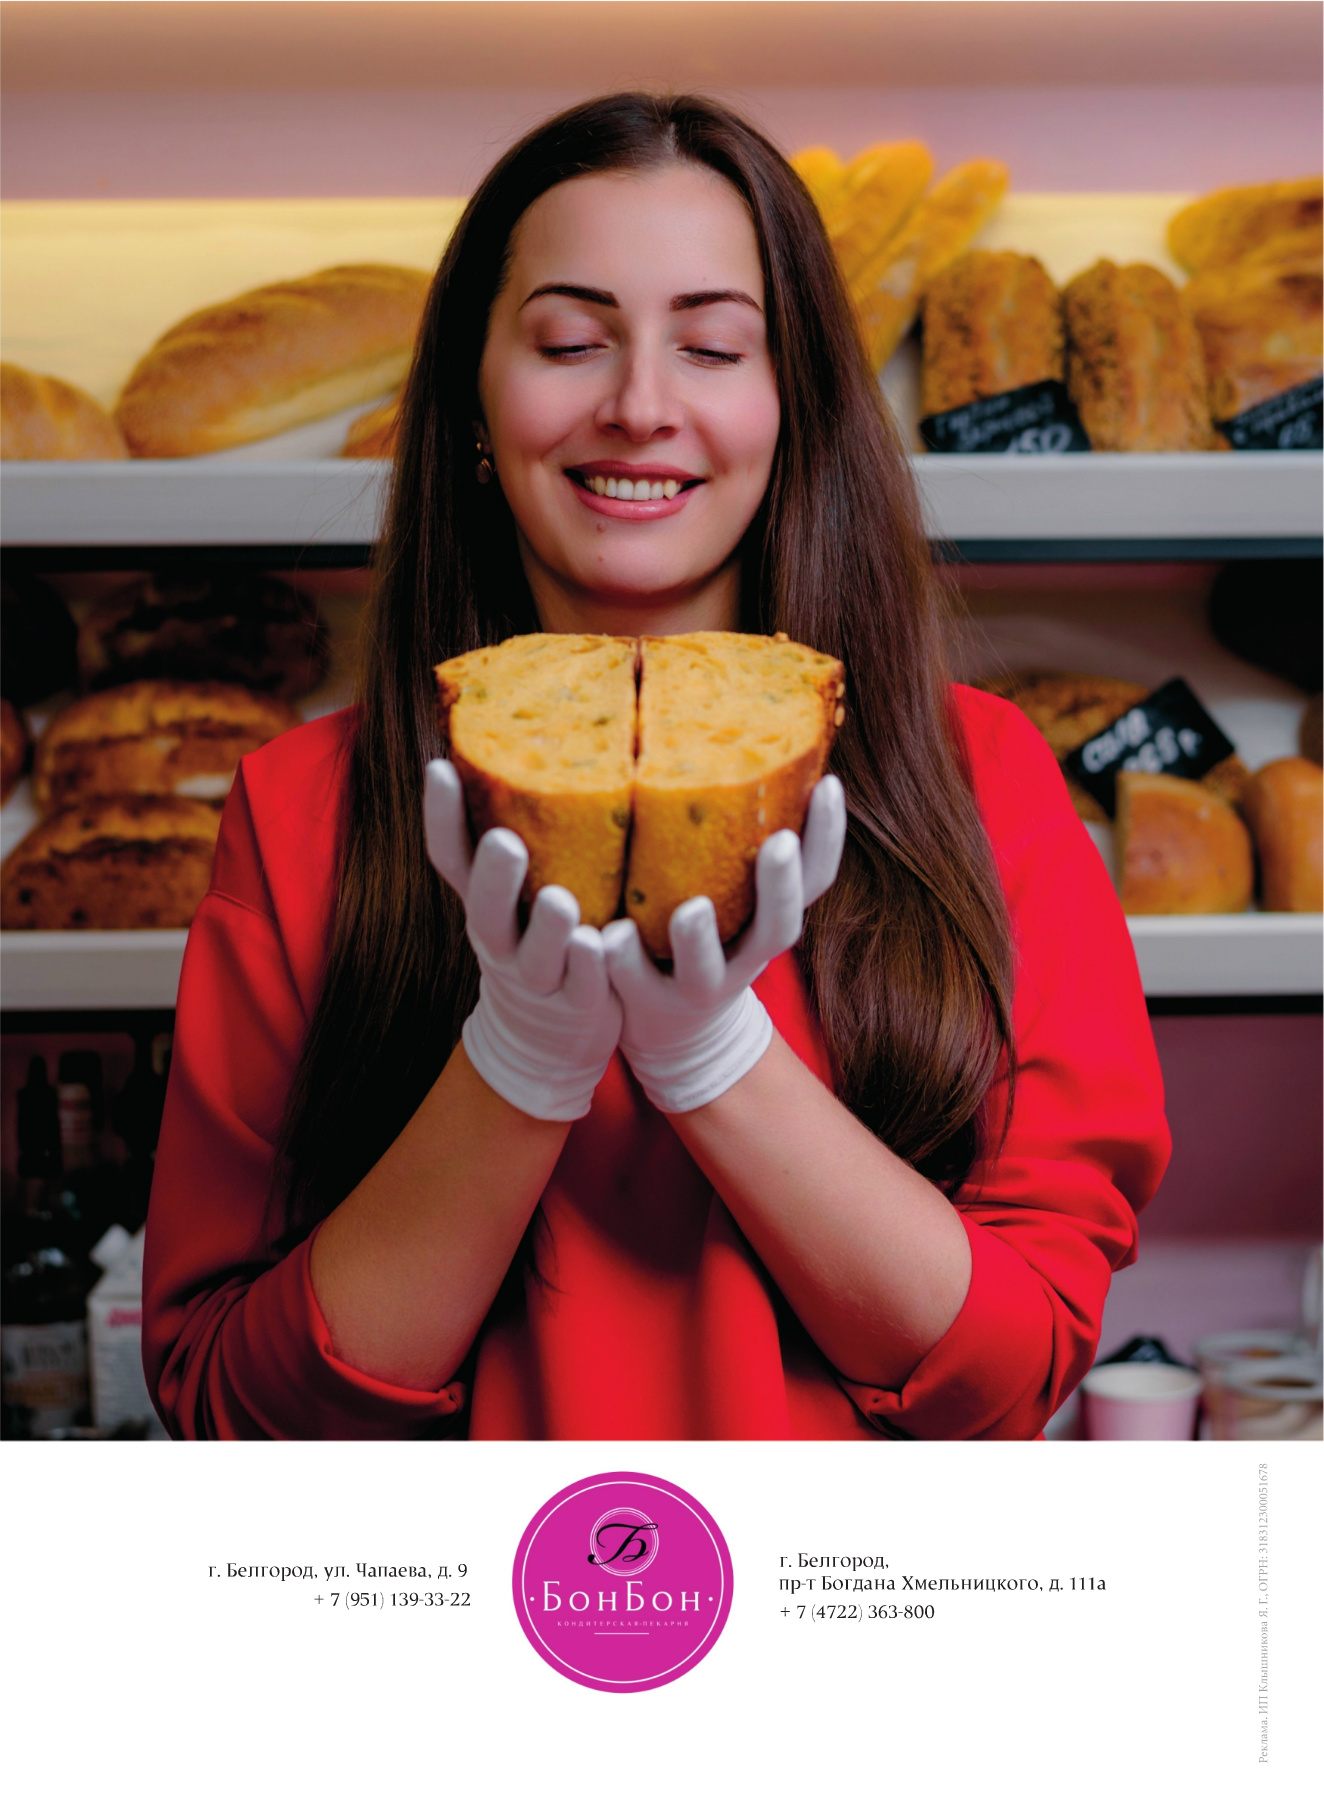 150
г. Белгород, ул. Чапаева, д. 9
+ 7 (951) 139-33-22
Б
·БонБон·
КОНДИТЕРСКАЯ-ПЕКАРНЯ
г. Белгород,
пр-т Богдана Хмельницкого, д. 111а
+ 7 (4722) 363-800
Реклама. ИП Клышникова Я. Г., ОГРН: 318312300051678